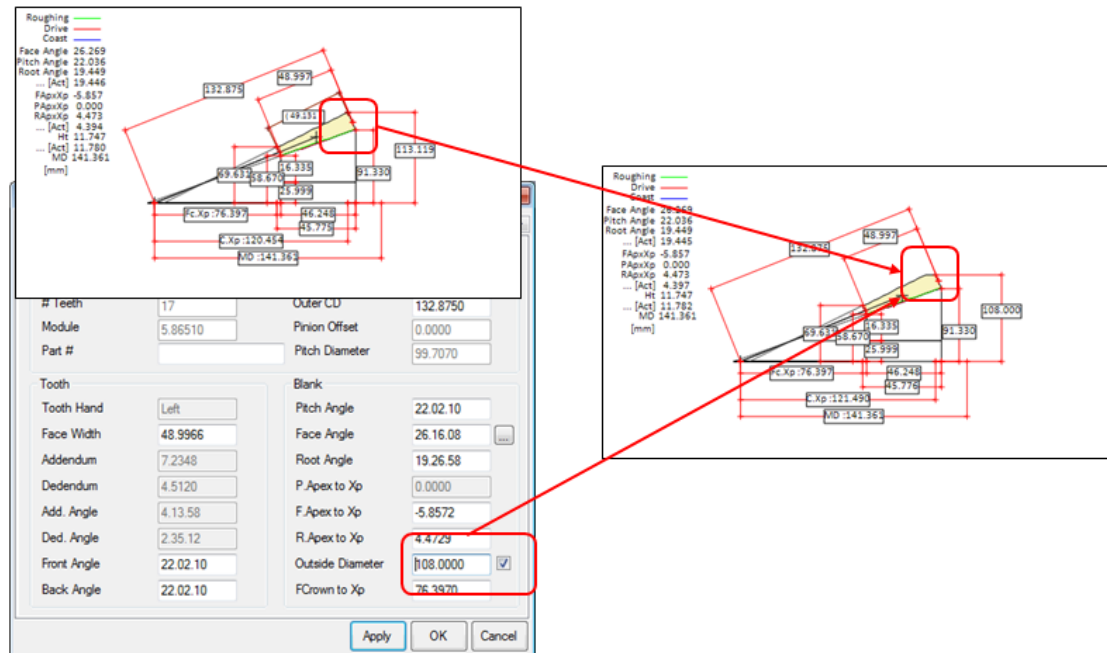 Roughing
Drive
Coast
Face Angle 26.269
Pitch Angle 22.036
Root Angle 19.449
... [Act] 19.446
FApxXp -5.857
PApxXp 0.000
RApxXp 4.473
... [Act] 4.394
Ht 11.747
... [Act] 11.780
MD 141.361
[mm]
132.875
48.997
(49.131)
113.119
91.330
69.631
58.670
16.335
25.999
Fc.Xp :76.397
46.248
45.775
C.Xp :120.454
MD :141.361
# Teeth 17
Module 5.86510
Part #
Outer CD 132.8750
Pinion Offset 0.0000
Pitch Diameter 99.7070
Tooth
Tooth Hand Left
Face Width 48.9966
Addendum 7.2348
Dedendum 4.5120
Add. Angle 4.13.58
Ded. Angle 2.35.12
Front Angle 22.02.10
Back Angle 22.02.10
Blank
Pitch Angle 22.02.10
Face Angle 26.16.08 ...
Root Angle 19.26.58
P.Apex to Xp 0.0000
F.Apex to Xp -5.8572
R.Apex to Xp 4.4729
Outside Diameter 108.0000
FCrown to Xp 76.3970
Apply OK Cancel
Roughing
Drive
Coast
Face Angle
Pitch Angle 22.036
Root Angle 19.449
... [Act] 19.445
FApxXp -5.857
PApxXp 0.000
RApxXp 4.473
... [Act] 4.397
Ht 11.747
... [Act] 11.782
MD 141.361
[mm]
132.875
48.997
108.000
91.330
69.631
58.670
16.335
25.999
Fc.Xp :76.397
46.248
45.776
C.Xp :121.490
MD :141.361